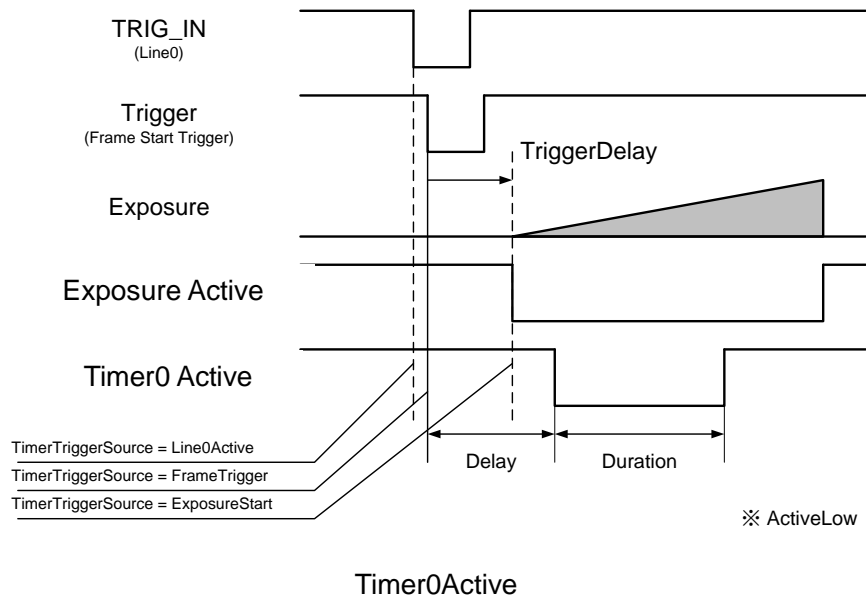 TRIG_IN
(Line0)
Trigger
(Frame Start Trigger)
TriggerDelay
Exposure
Exposure Active
Timer0 Active
TimerTriggerSource = Line0Active
TimerTriggerSource = FrameTrigger
TimerTriggerSource = ExposureStart
Delay
Duration
※ ActiveLow
Timer0Active